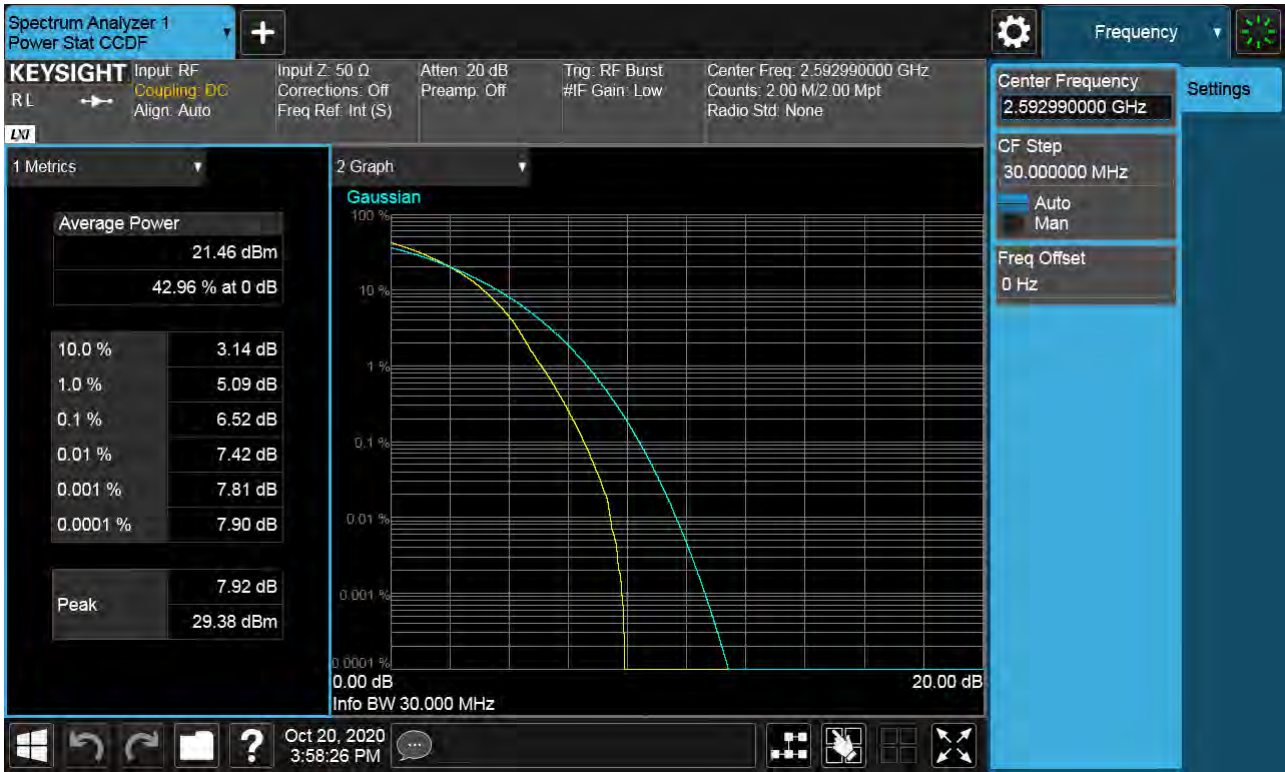 Spectrum Analyzer 1
Power Stat CCDF
+
Frequency
KEYSIGHT
RL
LXI
Input: RF
Coupling: DC
Align: Auto
Input Z: 50 Ω
Corrections: Off
Freq Ref: Int (S)
Atten: 20 dB
Preamp: Off
Trig: RF Burst
#IF Gain: Low
Center Freq: 2.592990000 GHz
Counts: 2.00 M/2.00 Mpt
Radio Std: None
Center Frequency
2.592990000 GHz
Settings
CF Step
30.000000 MHz
Auto
Man
Freq Offset
0 Hz
1 Metrics
Average Power
21.46 dBm
42.96 % at 0 dB
10.0 % 3.14 dB
1.0 % 5.09 dB
0.1 % 6.52 dB
0.01 % 7.42 dB
0.001 % 7.81 dB
0.0001 % 7.90 dB
Peak
7.92 dB
29.38 dBm
2 Graph
Gaussian
100 %
10 %
1 %
0.1 %
0.01 %
0.001 %
0.0001 %
0.00 dB 20.00 dB
Info BW 30.000 MHz
?
Oct 20, 2020
3:58:26 PM